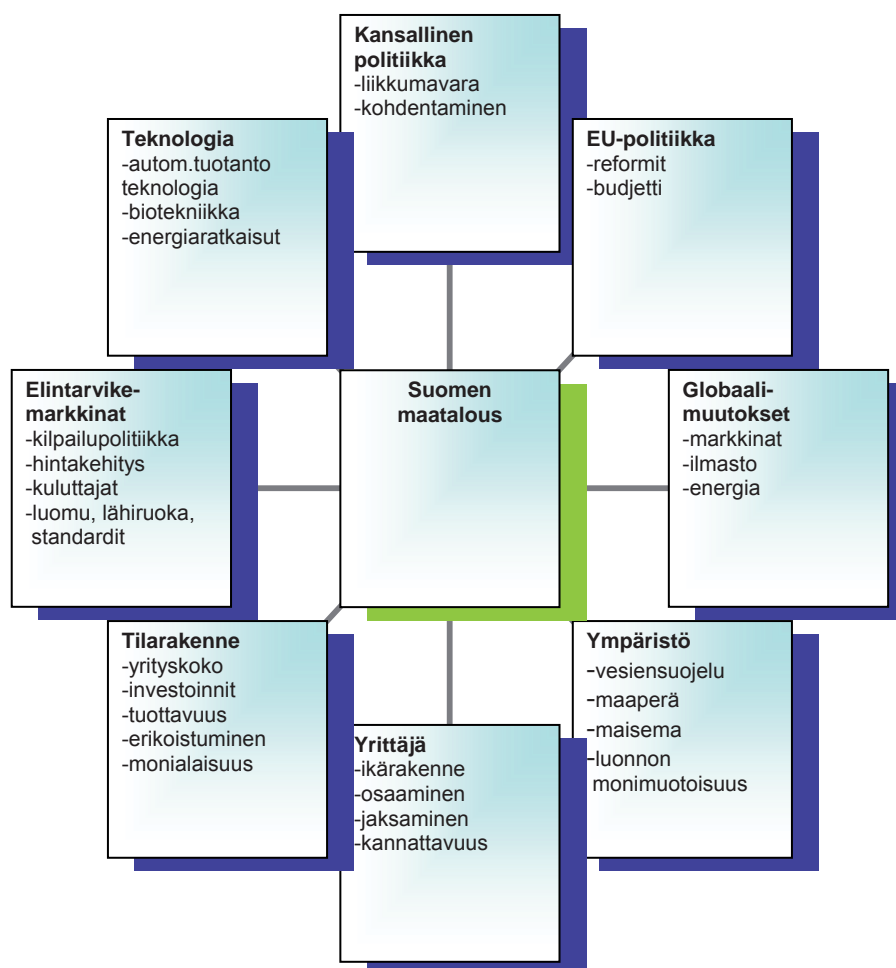 Kansallinen
politiikka
-liikkumavara
-kohdentaminen
Teknologia
-autom.tuotanto
teknologia
-biotekniikka
-energiaratkaisut
EU-politiikka
-reformit
-budjetti
Elintarvike-
markkinat
-kilpailupolitiikka
-hintakehitys
-kuluttajat
-luomu, lähiruoka,
standardit
Suomen
maatalous
Globaali-
muutokset
-markkinat
-ilmasto
-energia
Tilarakenne
-yrityskoko
-investoinnit
-tuottavuus
-erikoistuminen
-monialaisuus
Yrittäjä
-ikärakenne
-osaaminen
-jaksaminen
-kannattavuus
Ympäristö
-vesiensuojelu
-maaperä
-maisema
-luonnon
monimuotoisuus